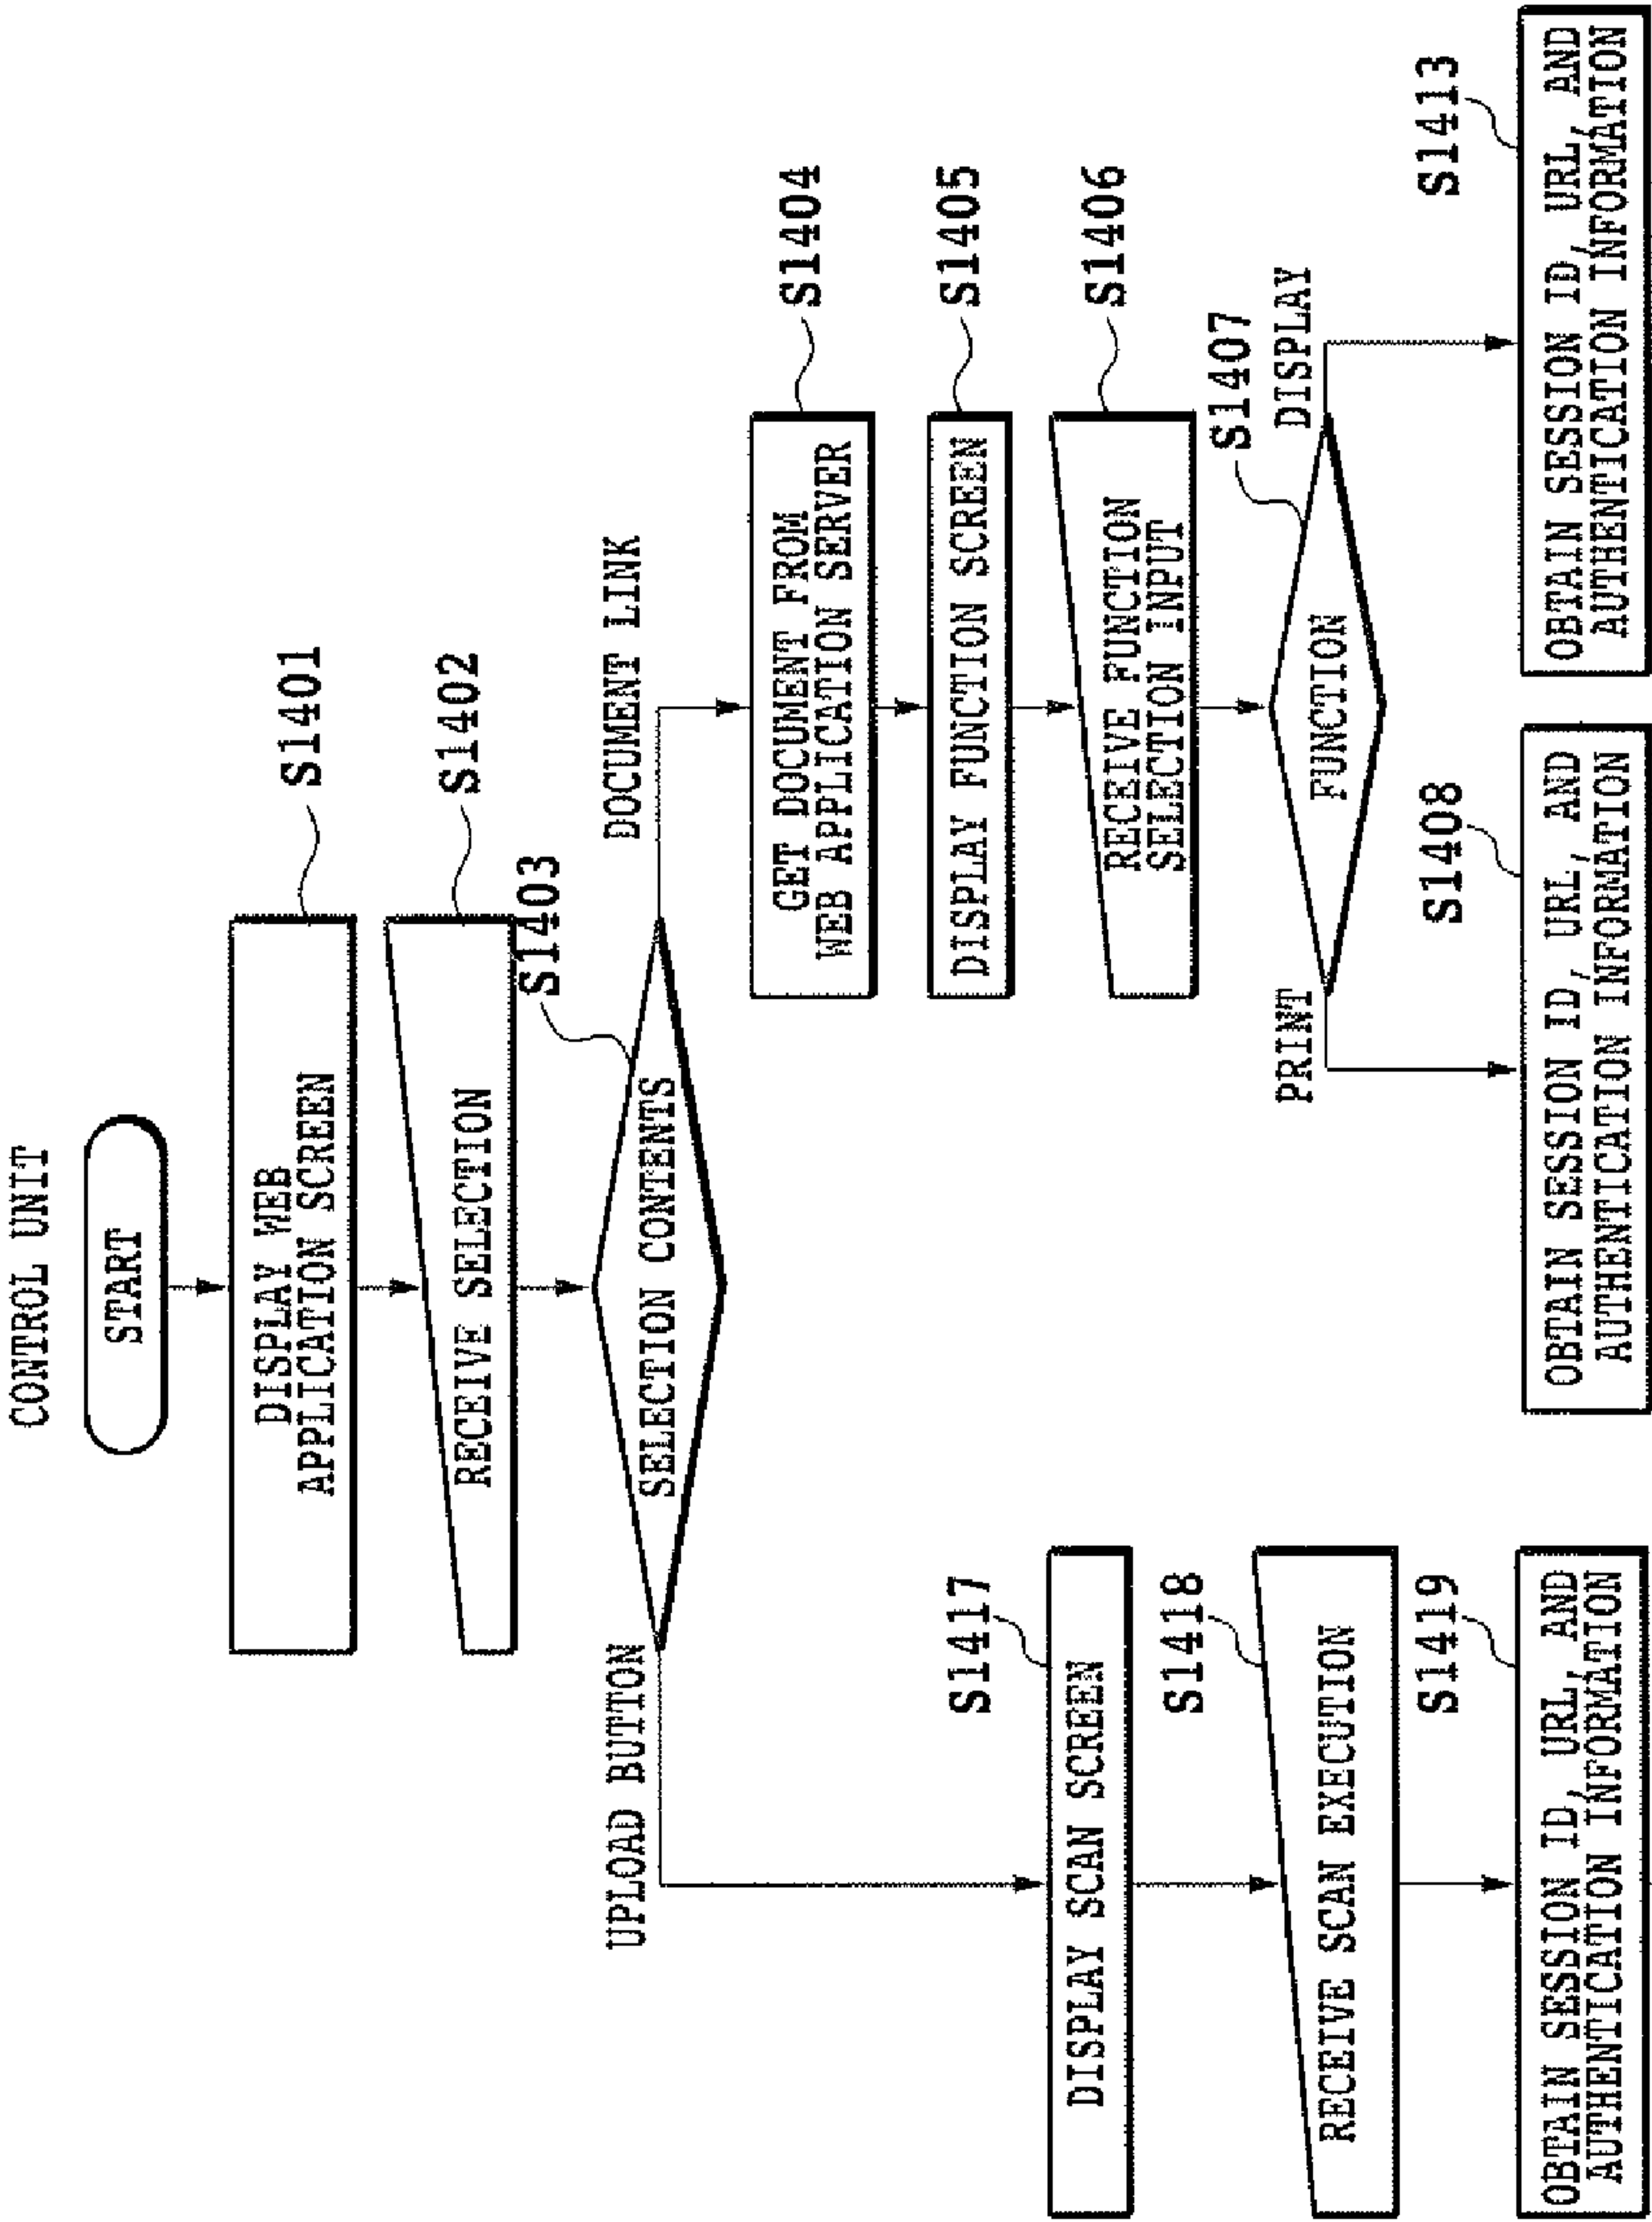 CONTROL UNIT
START
DISPLAY WEB
APPLICATION SCREEN
S1401
RECEIVE SELECTION
S1402
SELECTION CONTENTS
S1403
UPLOAD BUTTON
DOCUMENT LINK
GET DOCUMENT FROM
WEB APPLICATION SERVER
S1404
DISPLAY FUNCTION SCREEN
S1405
RECEIVE FUNCTION
SELECTION INPUT
S1406
FUNCTION
S1407
PRINT
DISPLAY
DISPLAY SCAN SCREEN
S1417
RECEIVE SCAN EXECUTION
S1418
OBTAIN SESSION ID, URL, AND
AUTHENTICATION INFORMATION
S1419
OBTAIN SESSION ID, URL, AND
AUTHENTICATION INFORMATION
S1408
OBTAIN SESSION ID, URL, AND
AUTHENTICATION INFORMATION
S1413